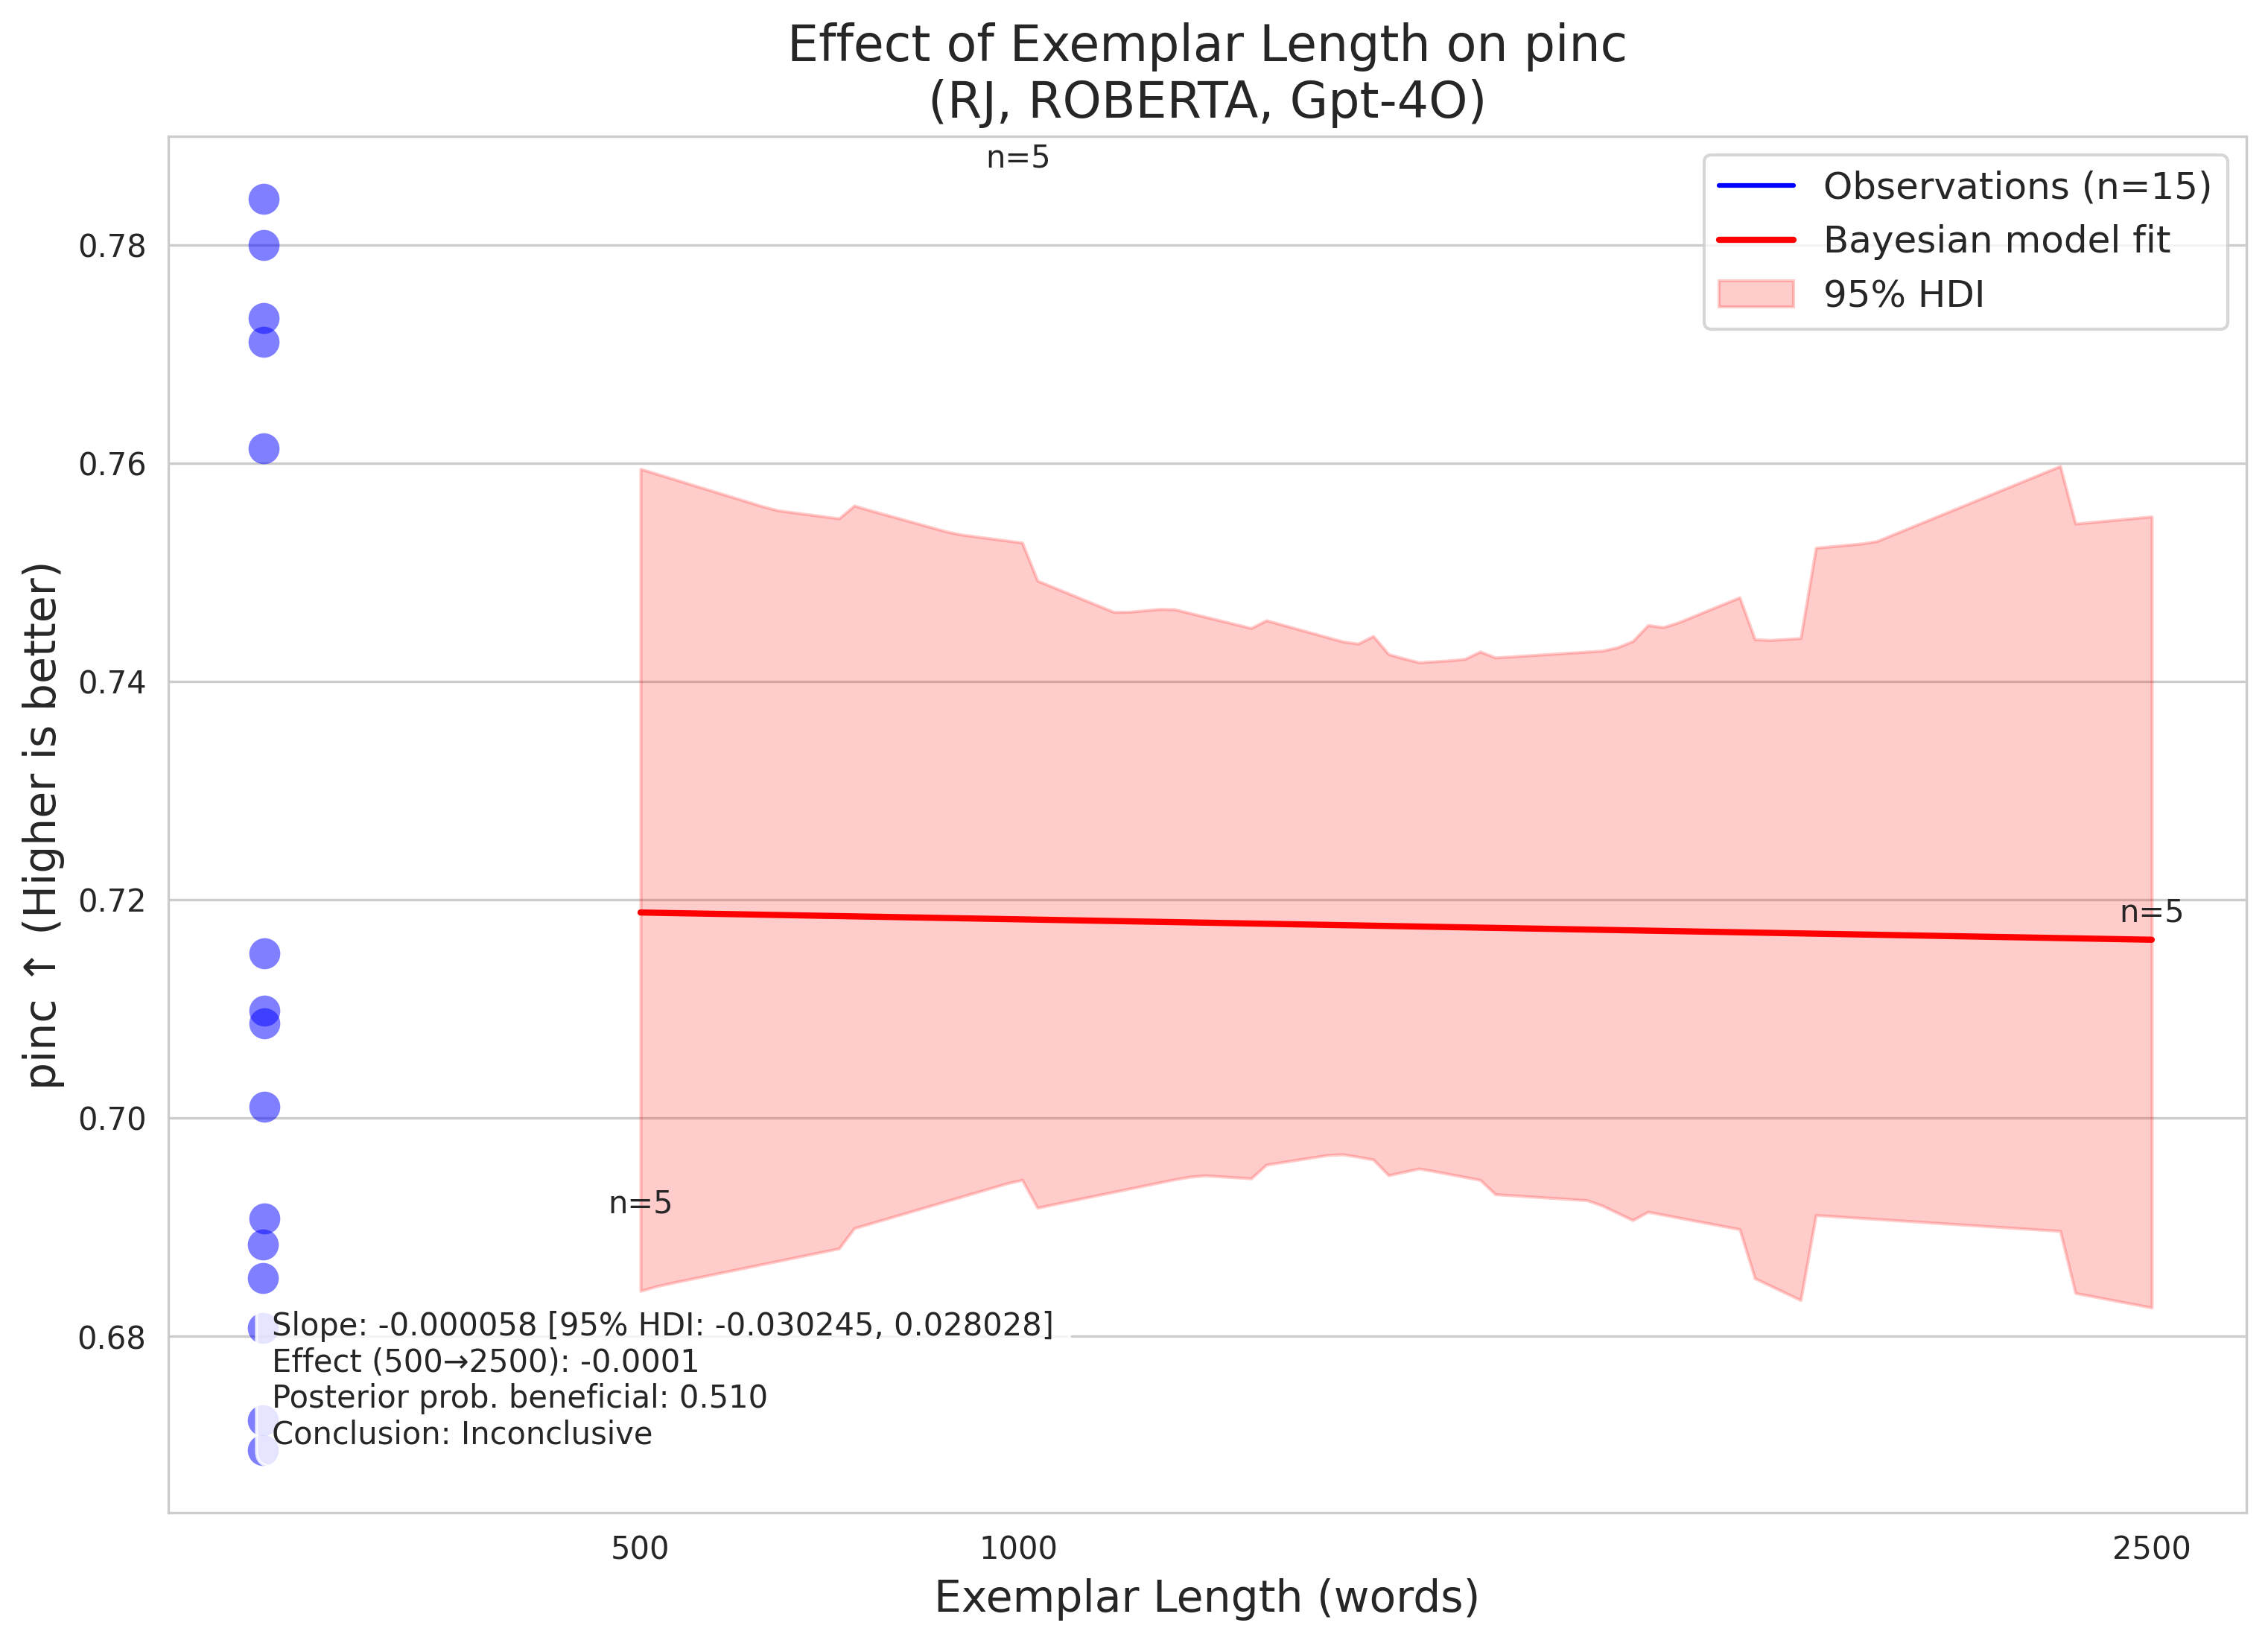 Effect of Exemplar Length on pinc
(RJ, ROBERTA, Gpt-4O)
n=5
Observations (n=15)
Bayesian model fit
95% HDI
0.78
0.76
0.74
0.72
0.70
0.68
pinc ↑ (Higher is better)
n=5
n=5
Slope: -0.000058 [95% HDI: -0.030245, 0.028028]
Effect (500→2500): -0.0001
Posterior prob. beneficial: 0.510
Conclusion: Inconclusive
500
1000
2500
Exemplar Length (words)